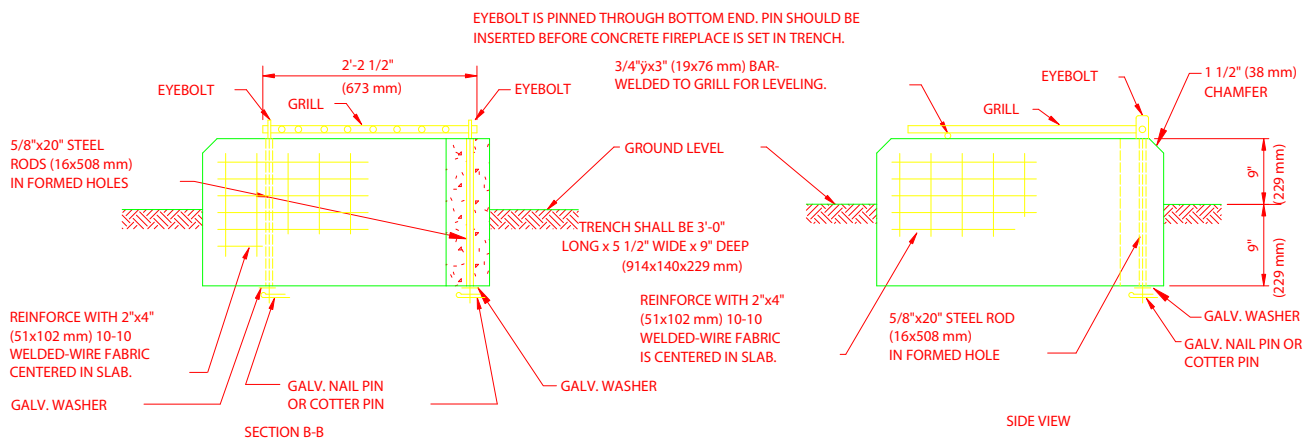 EYEBOLT IS PINNED THROUGH BOTTOM END. PIN SHOULD BE
INSERTED BEFORE CONCRETE FIREPLACE IS SET IN TRENCH.
2'-2 1/2"
(673 mm)
EYEBOLT
GRILL
EYEBOLT
5/8"x20" STEEL
RODS (16x508 mm)
IN FORMED HOLES
3/4"ÿx3" (19x76 mm) BAR-
WELDED TO GRILL FOR LEVELING.
GROUND LEVEL
TRENCH SHALL BE 3'-0"
LONG x 5 1/2" WIDE x 9" DEEP
(914x140x229 mm)
REINFORCE WITH 2"x4"
(51x102 mm) 10-10
WELDED-WIRE FABRIC
CENTERED IN SLAB.
GALV. WASHER
GALV. NAIL PIN
OR COTTER PIN
GALV. WASHER
SECTION B-B
EYEBOLT
1 1/2" (38 mm)
CHAMFER
GRILL
9"
(229 mm)
9"
(229 mm)
REINFORCE WITH 2"x4"
(51x102 mm) 10-10
WELDED-WIRE FABRIC
IS CENTERED IN SLAB.
5/8"x20" STEEL ROD
(16x508 mm)
IN FORMED HOLE
GALV. WASHER
GALV. NAIL PIN OR
COTTER PIN
SIDE VIEW